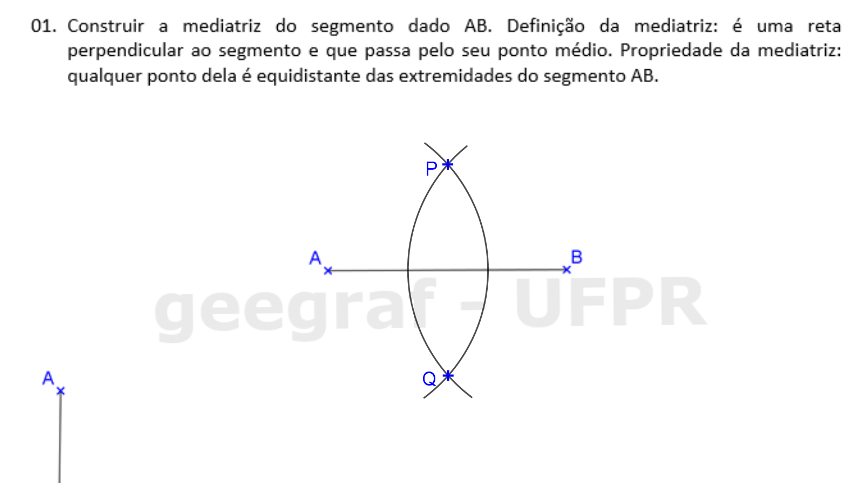 01. Construir a mediatriz do segmento dado AB. Definição da mediatriz: é uma reta
perpendicular ao segmento e que passa pelo seu ponto médio. Propriedade da mediatriz:
qualquer ponto dela é equidistante das extremidades do segmento AB.
P
A
B
geegraf - UFPR
Q
A